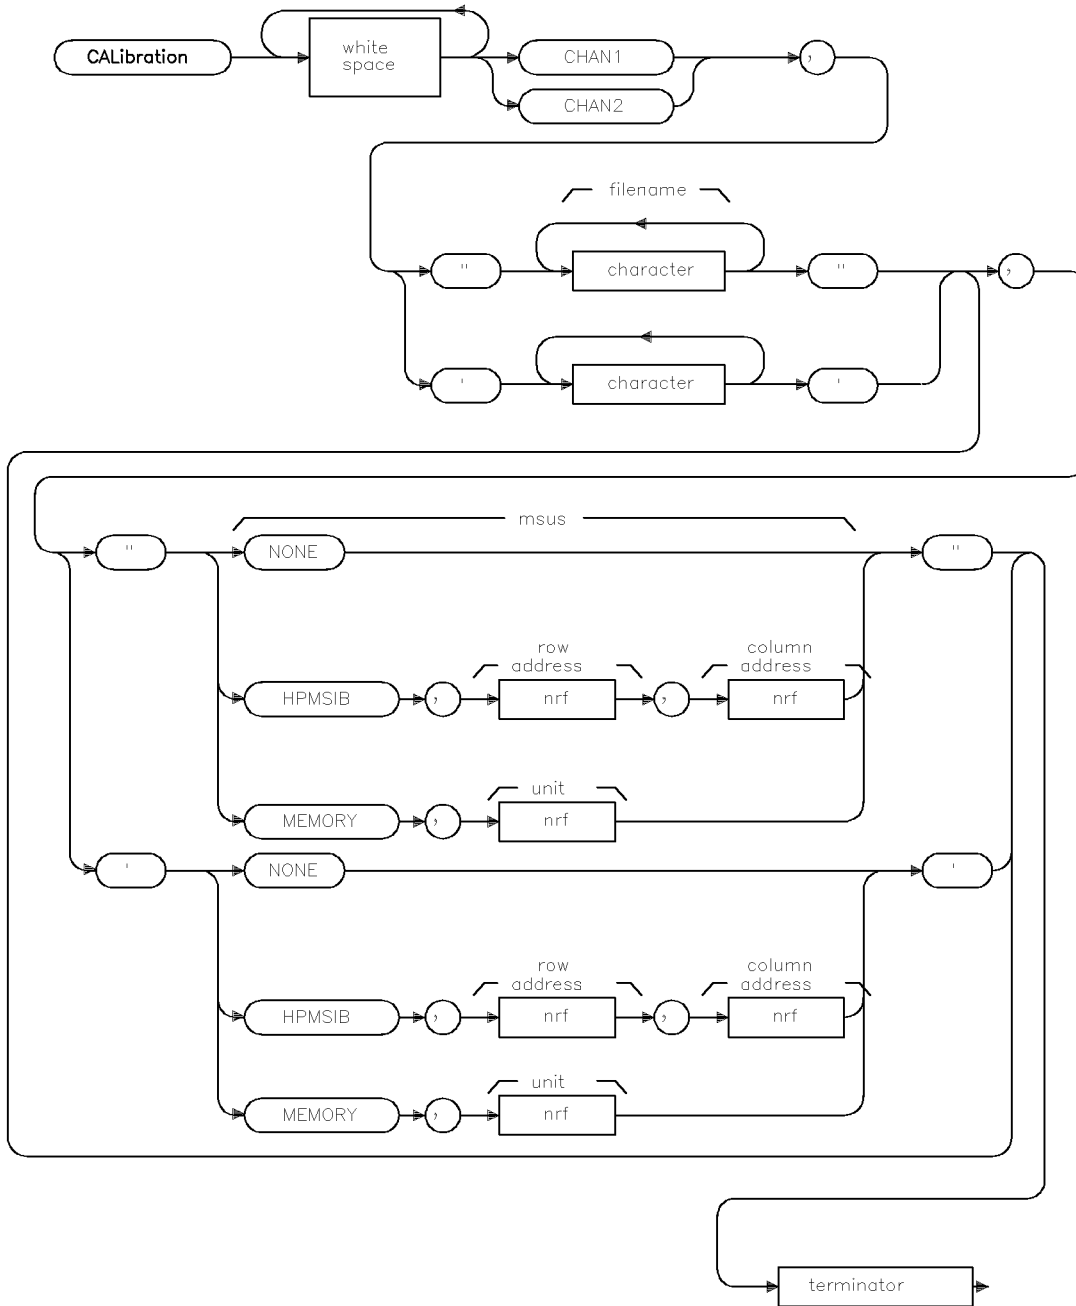 CALibration
white
space
CHAN1
,
CHAN2
filename
"
character
"
,
'
character
'
msus
"
NONE
"
row
address
column
address
HPMSIB
,
nrf
,
nrf
unit
MEMORY
,
nrf
'
NONE
'
row
address
column
address
HPMSIB
,
nrf
,
nrf
unit
MEMORY
,
nrf
terminator